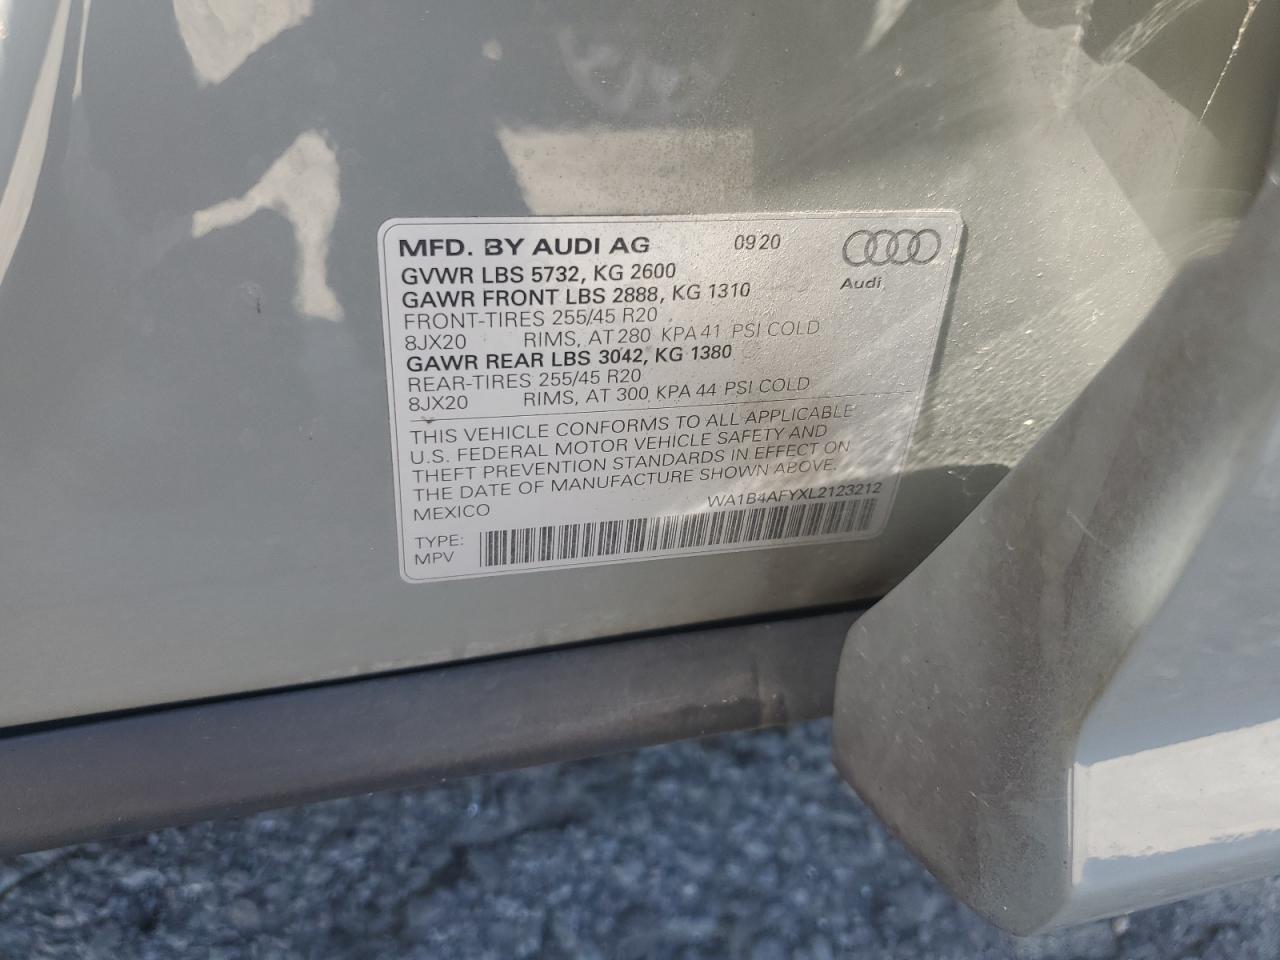 MFD. BY AUDI AG 0920
GVWR LBS 5732, KG 2600
Audi
GAWR FRONT LBS 2888, KG 1310
FRONT-TIRES 255/45 R20
8JX20 RIMS, AT 280 KPA 41 PSI COLD
GAWR REAR LBS 3042, KG 1380
REAR-TIRES 255/45 R20
8JX20 RIMS, AT 300 KPA 44 PSI COLD
THIS VEHICLE CONFORMS TO ALL APPLICABLE
U.S. FEDERAL MOTOR VEHICLE SAFETY AND
THEFT PREVENTION STANDARDS IN EFFECT ON
THE DATE OF MANUFACTURE SHOWN ABOVE.
MEXICO WA1B4AFYXL2123212
TYPE:
MPV